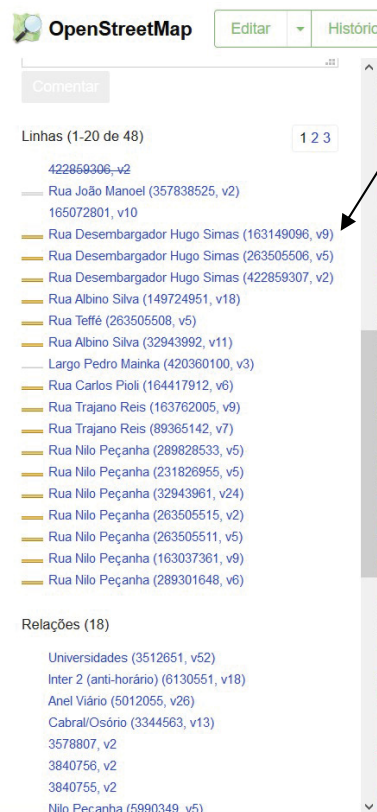 OpenStreetMap
Editar
Histórico
Comentar
Linhas (1-20 de 48)
1 2 3
422859306, v2
Rua João Manoel (357838525, v2)
165072801, v10
Rua Desembargador Hugo Simas (163149096, v9)
Rua Desembargador Hugo Simas (263505506, v5)
Rua Desembargador Hugo Simas (422859307, v2)
Rua Albino Silva (149724951, v18)
Rua Teffé (263505508, v5)
Rua Albino Silva (32943992, v11)
Largo Pedro Mainka (420360100, v3)
Rua Carlos Pioli (164417912, v6)
Rua Trajano Reis (163762005, v9)
Rua Trajano Reis (89365142, v7)
Rua Nilo Peçanha (289828533, v5)
Rua Nilo Peçanha (231826955, v5)
Rua Nilo Peçanha (32943961, v24)
Rua Nilo Peçanha (263505515, v2)
Rua Nilo Peçanha (263505511, v5)
Rua Nilo Peçanha (163037361, v9)
Rua Nilo Peçanha (289301648, v6)
Relações (18)
Universidades (3512651, v52)
Inter 2 (anti-horário) (6130551, v18)
Anel Viário (5012055, v26)
Cabral/Osório (3344563, v13)
3578807, v2
3840756, v2
3840755, v2
Nilo Peçanha (5990349, v5)